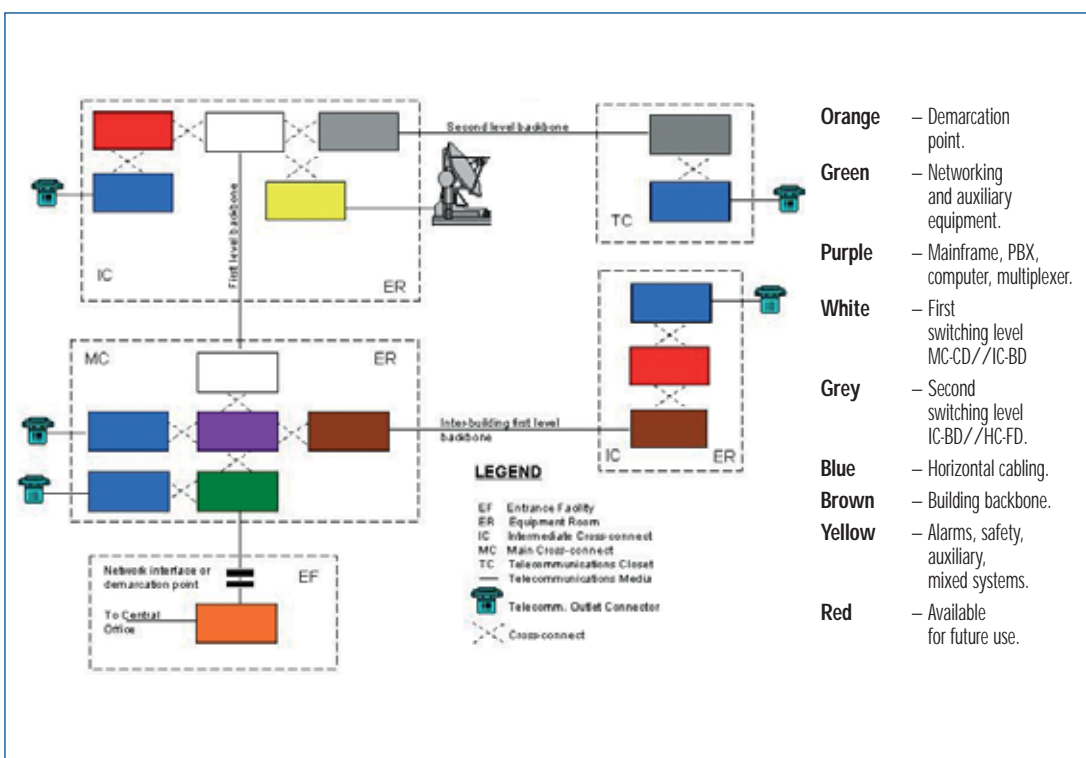 Second level backbone
First level backbone
IC
ER
TC
MC
ER
Inter-building first level
backbone
IC
ER
Network interface or
demarcation point
EF
To Central
Office
LEGEND
EF Entrance Facility
ER Equipment Room
IC Intermediate Cross-connect
MC Main Cross-connect
TC Telecommunications Closet
Telecommunications Media
Telecomm. Outlet Connector
Cross-connect
Orange – Demarcation
point.
Green – Networking
and auxiliary
equipment.
Purple – Mainframe, PBX,
computer, multiplexer.
White – First
switching level
MC-CD//IC-BD
Grey – Second
switching level
IC-BD//HC-FD.
Blue – Horizontal cabling.
Brown – Building backbone.
Yellow – Alarms, safety,
auxiliary,
mixed systems.
Red – Available
for future use.